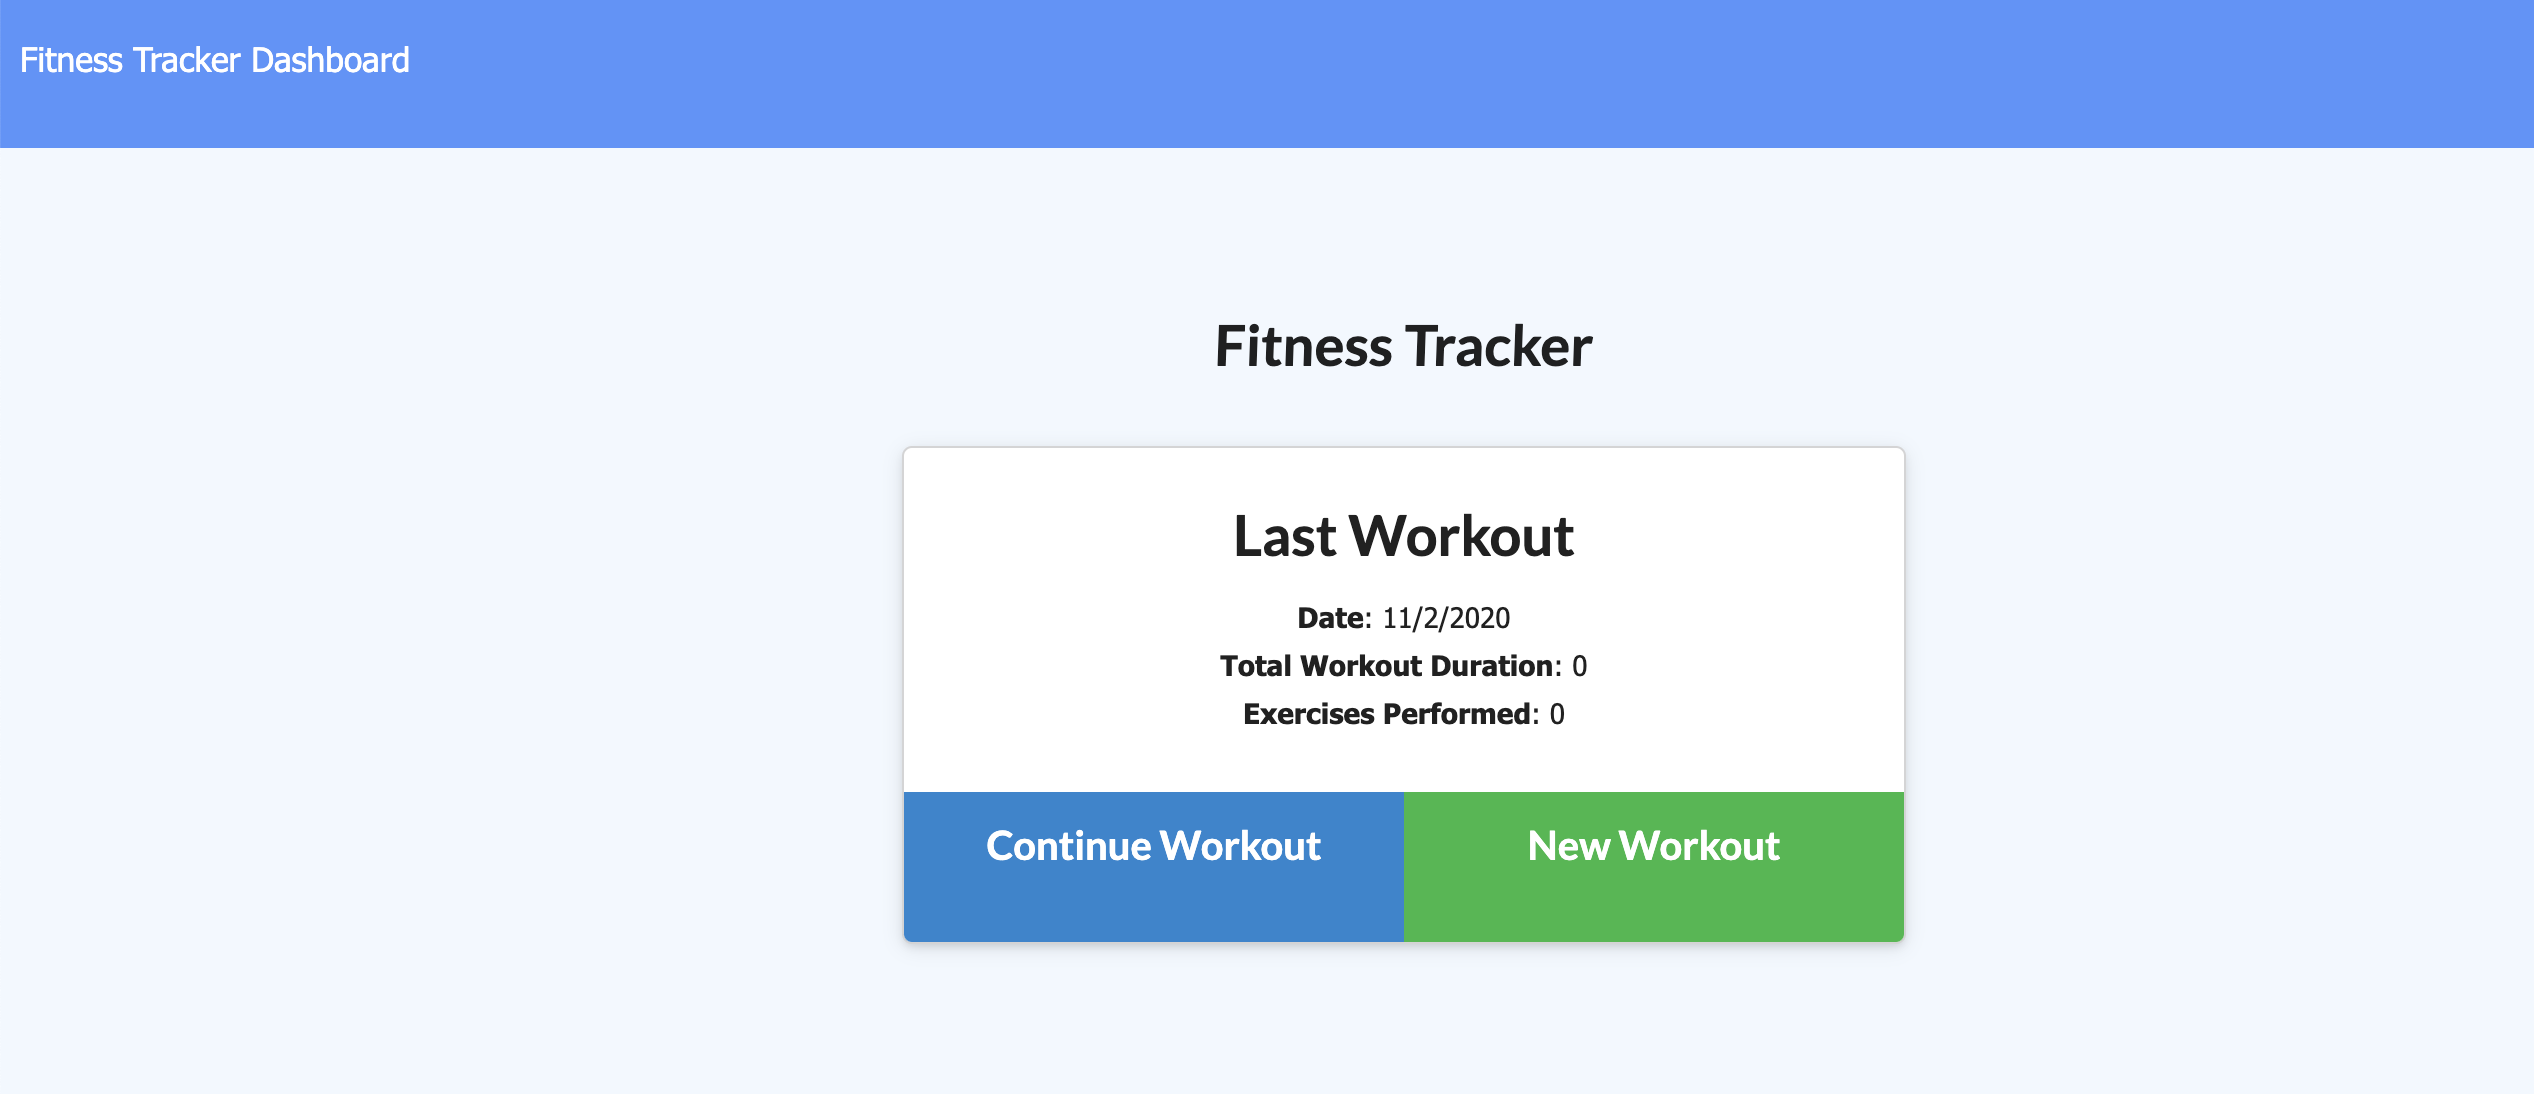 Fitness Tracker Dashboard
Fitness Tracker
Last Workout
Date: 11/2/2020
Total Workout Duration: 0
Exercises Performed: 0
Continue Workout
New Workout